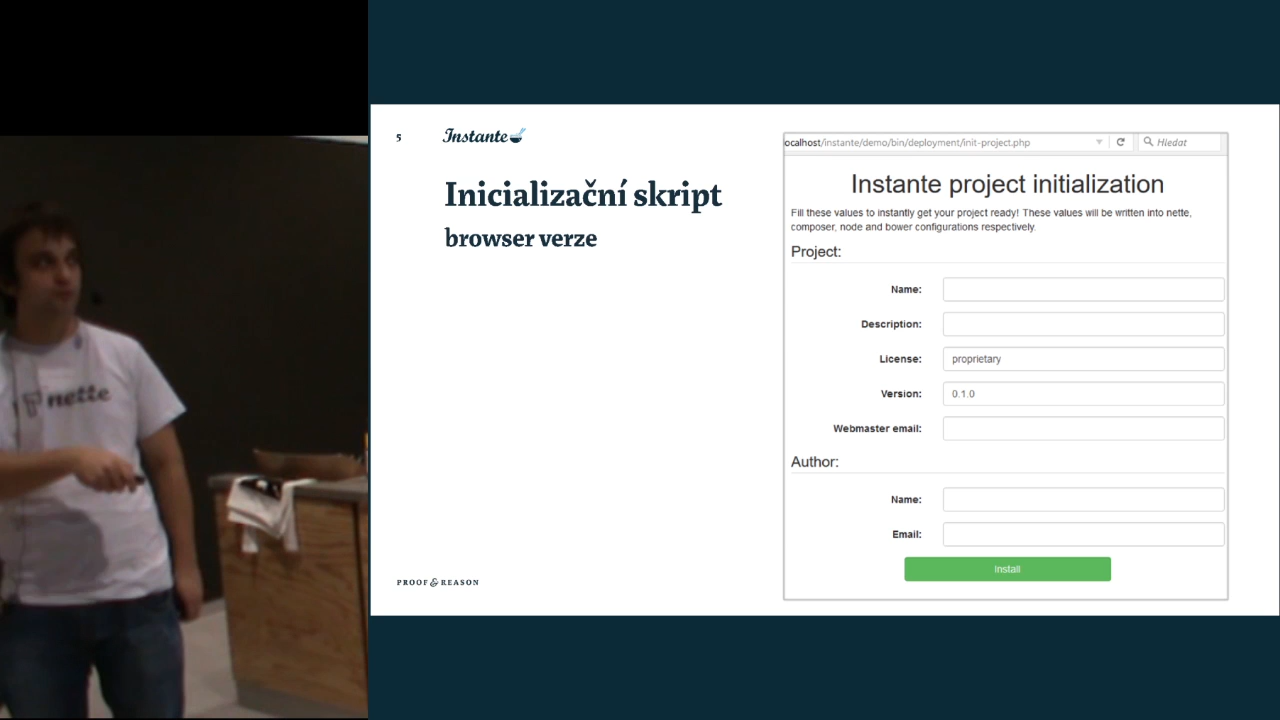 nette
5
Instante
Inicializační skript
browser verze
PROOF & REASON
ocalhost/instante/demo/bin/deployment/init-project.php
Hledat
Instante project initialization
Fill these values to instantly get your project ready! These values will be written into nette,
composer, node and bower configurations respectively.
Project:
Name:
Description:
License: proprietary
Version: 0.1.0
Webmaster email:
Author:
Name:
Email:
Install